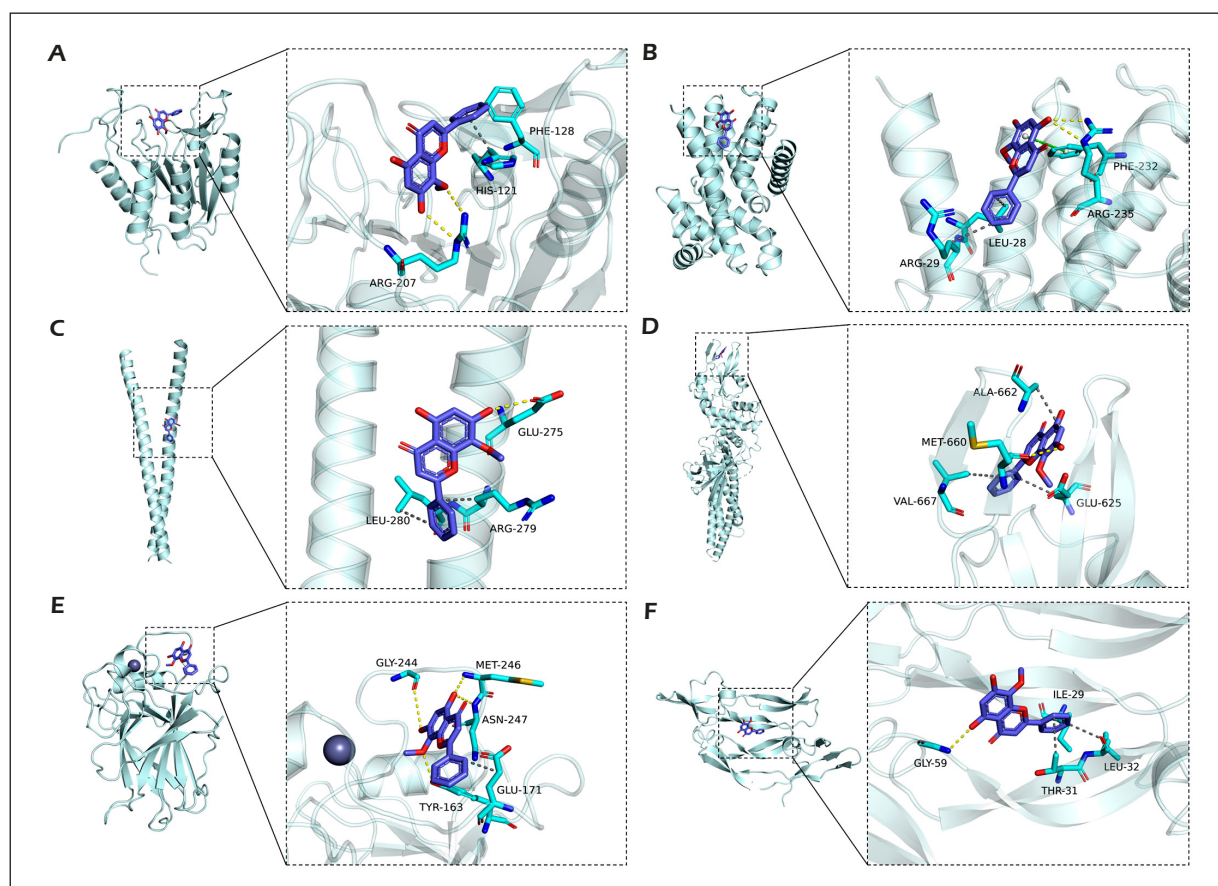 A
PHE-128
HIS-121
ARG-207
B
PHE-232
ARG-235
LEU-28
ARG-29
C
GLU-275
LEU-280
ARG-279
D
ALA-662
MET-660
VAL-667
GLU-625
E
GLY-244
MET-246
ASN-247
GLU-171
TYR-163
F
ILE-29
GLY-59
LEU-32
THR-31